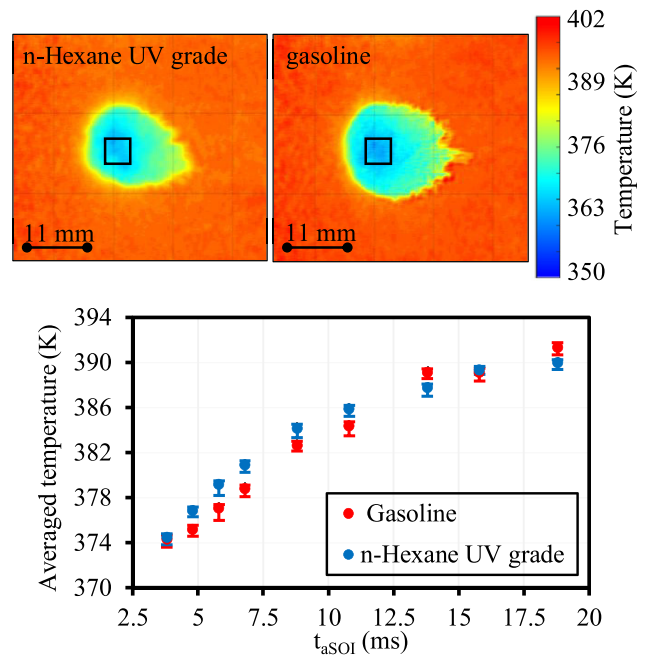 n-Hexane UV grade
11 mm
gasoline
11 mm
402
389
376
363
350
Temperature (K)
Averaged temperature (K)
394
390
386
382
378
374
370
Gasoline
n-Hexane UV grade
2.5 5 7.5 10 12.5 15 17.5 20
taSOI (ms)